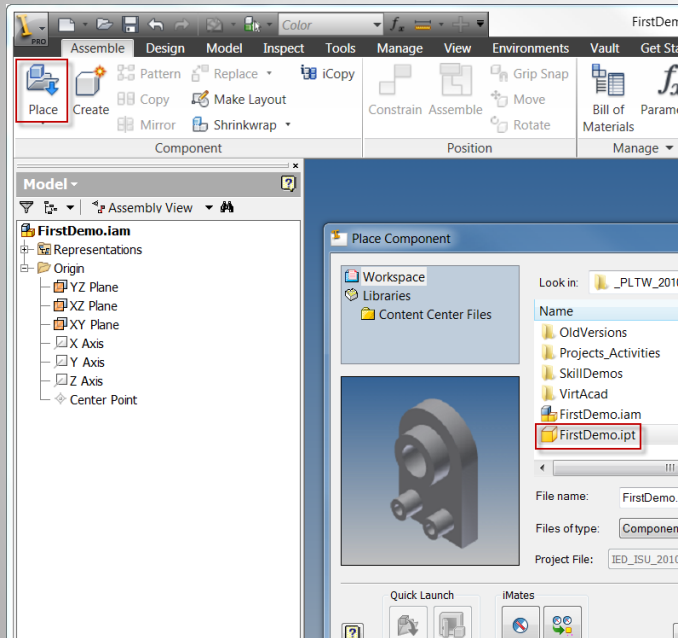 PRO
Color
FirstDem
Assemble Design Model Inspect Tools Manage View Environments Vault Get Sta
Place
Create
Pattern
Copy
Mirror
Replace
Make Layout
Shrinkwrap
iCopy
Component
Constrain Assemble
Grip Snap
Move
Rotate
Position
Bill of
Materials
Parame
Manage
Model
Assembly View
FirstDemo.iam
Representations
Origin
YZ Plane
XZ Plane
XY Plane
X Axis
Y Axis
Z Axis
Center Point
Place Component
Workspace
Libraries
Content Center Files
Look in: _PLTW_2010
Name
OldVersions
Projects_Activities
SkillDemos
VirtAcad
FirstDemo.iam
FirstDemo.ipt
File name: FirstDemo.
Files of type: Componen
Project File: IED_ISU_2010
Quick Launch
iMates